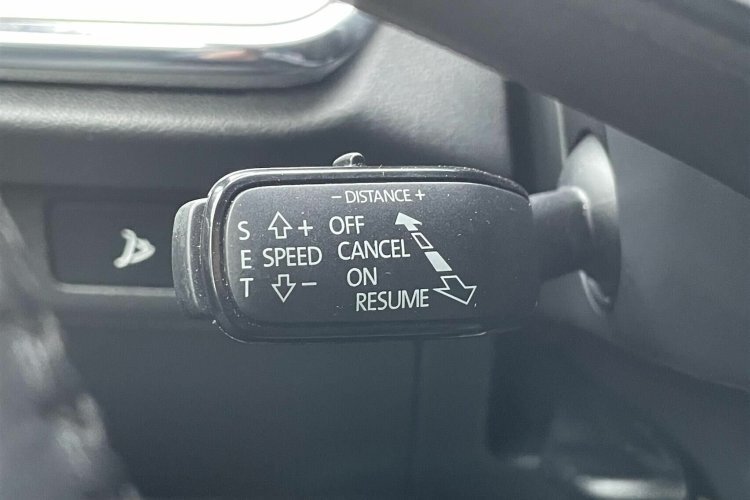 − DISTANCE +
S + OFF
E SPEED CANCEL
T − ON
RESUME